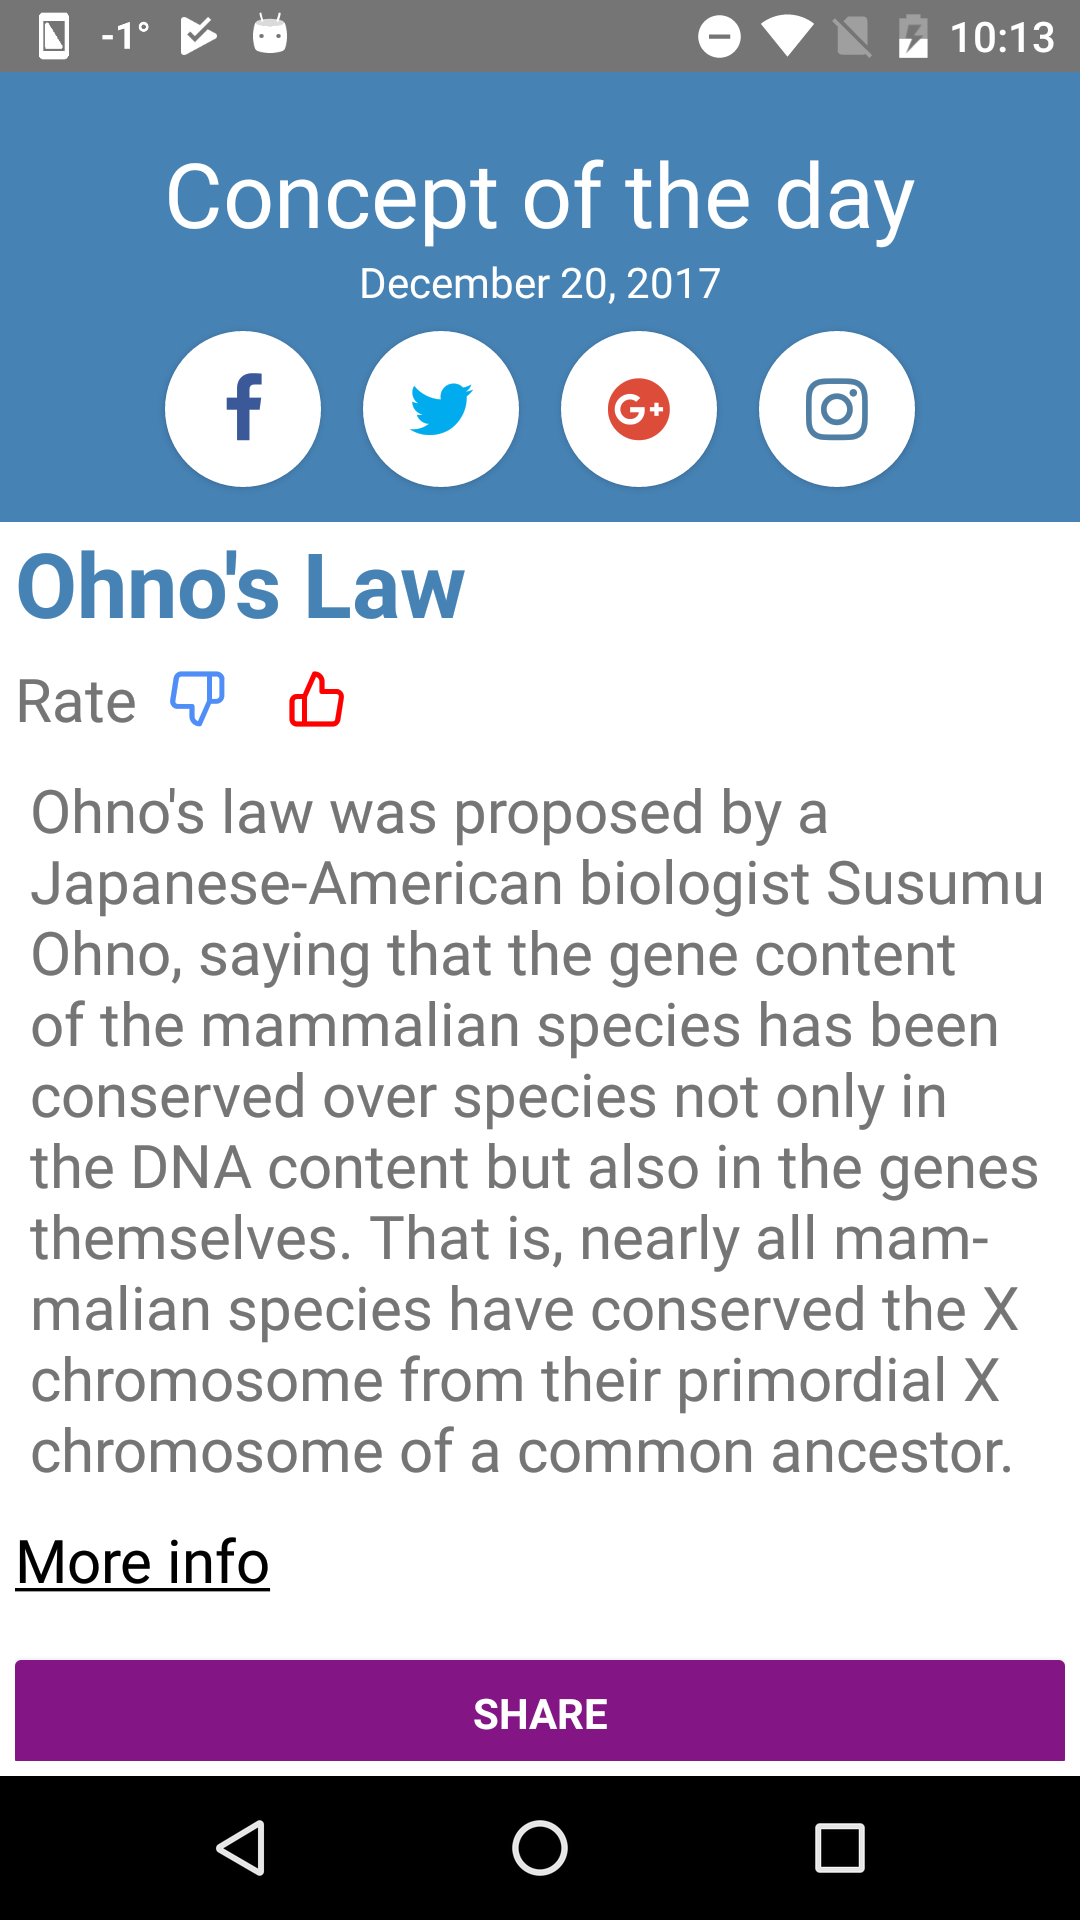 -1° 10:13
Concept of the day
December 20, 2017
Ohno's Law
Rate
Ohno's law was proposed by a
Japanese-American biologist Susumu
Ohno, saying that the gene content
of the mammalian species has been
conserved over species not only in
the DNA content but also in the genes
themselves. That is, nearly all mam-
malian species have conserved the X
chromosome from their primordial X
chromosome of a common ancestor.
More info
SHARE